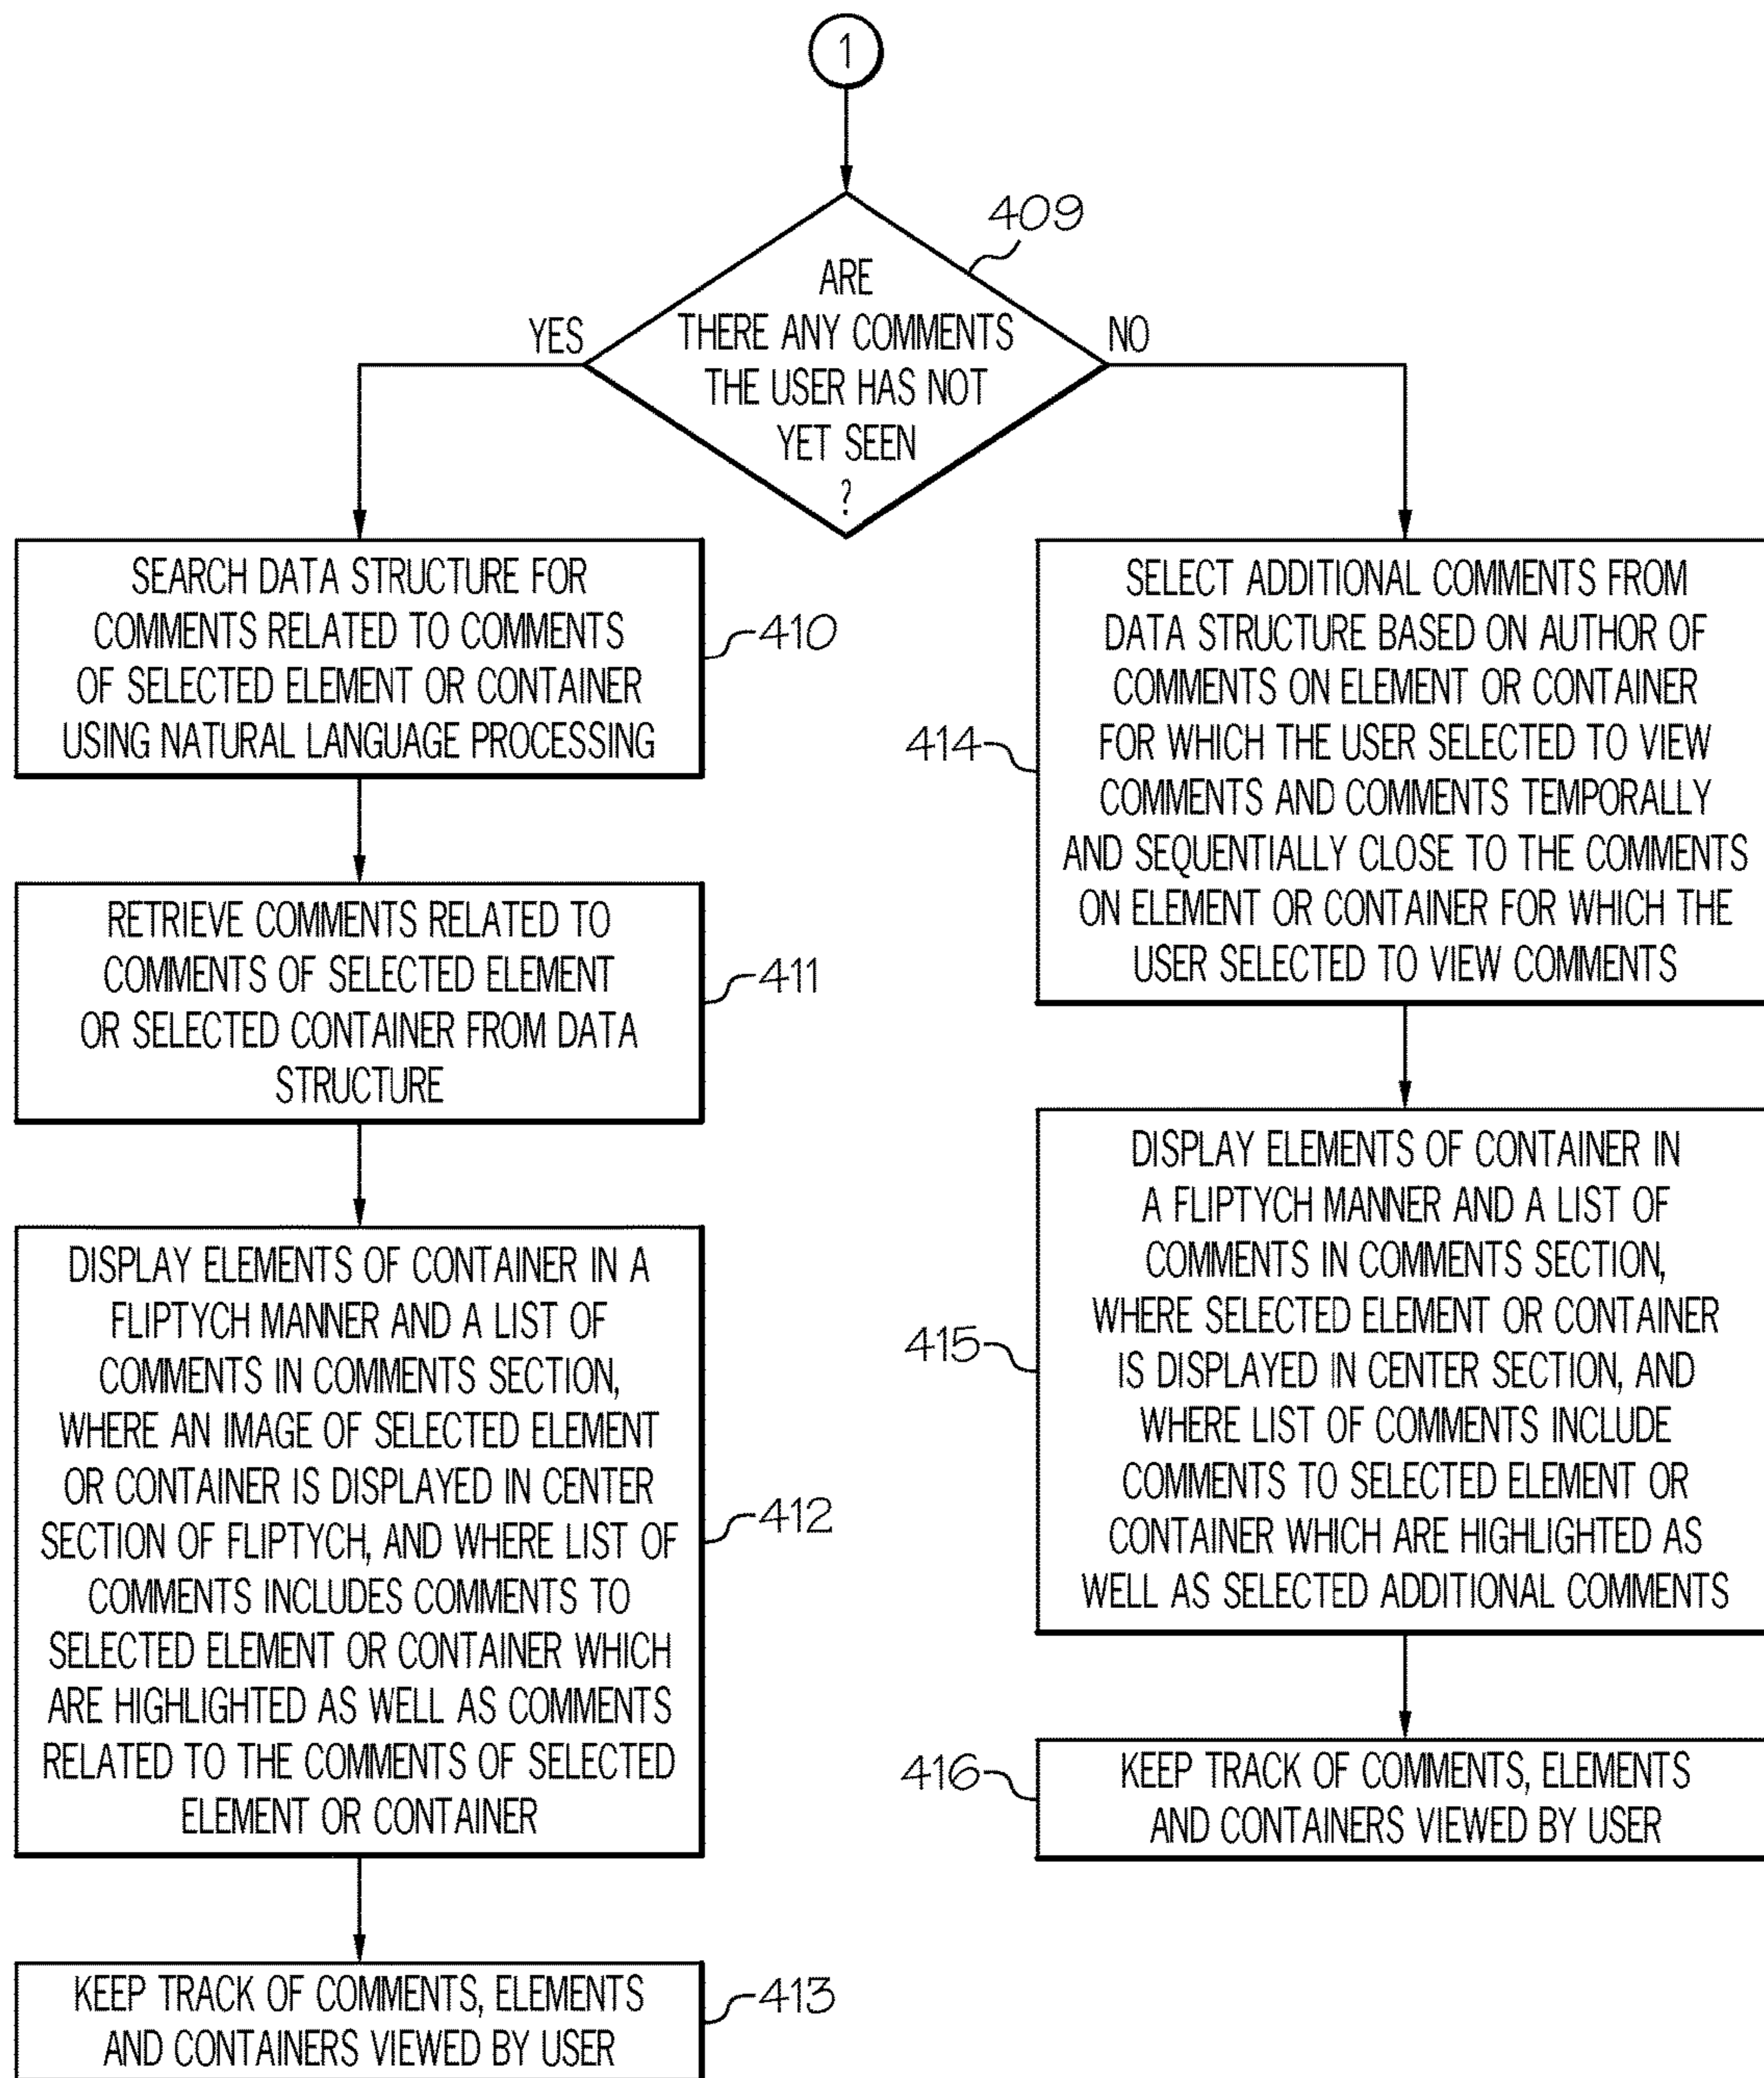 1
409
ARE
THERE ANY COMMENTS
THE USER HAS NOT
YET SEEN
?
YES
NO
SEARCH DATA STRUCTURE FOR
COMMENTS RELATED TO COMMENTS
OF SELECTED ELEMENT OR CONTAINER
USING NATURAL LANGUAGE PROCESSING
410
RETRIEVE COMMENTS RELATED TO
COMMENTS OF SELECTED ELEMENT
OR SELECTED CONTAINER FROM DATA
STRUCTURE
411
DISPLAY ELEMENTS OF CONTAINER IN A
FLIPTYCH MANNER AND A LIST OF
COMMENTS IN COMMENTS SECTION,
WHERE AN IMAGE OF SELECTED ELEMENT
OR CONTAINER IS DISPLAYED IN CENTER
SECTION OF FLIPTYCH, AND WHERE LIST OF
COMMENTS INCLUDES COMMENTS TO
SELECTED ELEMENT OR CONTAINER WHICH
ARE HIGHLIGHTED AS WELL AS COMMENTS
RELATED TO THE COMMENTS OF SELECTED
ELEMENT OR CONTAINER
412
KEEP TRACK OF COMMENTS, ELEMENTS
AND CONTAINERS VIEWED BY USER
413
SELECT ADDITIONAL COMMENTS FROM
DATA STRUCTURE BASED ON AUTHOR OF
COMMENTS ON ELEMENT OR CONTAINER
FOR WHICH THE USER SELECTED TO VIEW
COMMENTS AND COMMENTS TEMPORALLY
AND SEQUENTIALLY CLOSE TO THE COMMENTS
ON ELEMENT OR CONTAINER FOR WHICH THE
USER SELECTED TO VIEW COMMENTS
414
DISPLAY ELEMENTS OF CONTAINER IN
A FLIPTYCH MANNER AND A LIST OF
COMMENTS IN COMMENTS SECTION,
WHERE SELECTED ELEMENT OR CONTAINER
IS DISPLAYED IN CENTER SECTION, AND
WHERE LIST OF COMMENTS INCLUDE
COMMENTS TO SELECTED ELEMENT OR
CONTAINER WHICH ARE HIGHLIGHTED AS
WELL AS SELECTED ADDITIONAL COMMENTS
415
KEEP TRACK OF COMMENTS, ELEMENTS
AND CONTAINERS VIEWED BY USER
416